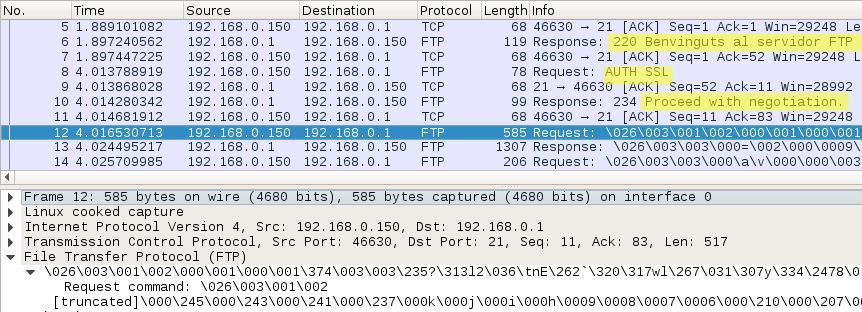 No. Time Source Destination Protocol Length Info
5 1.889101082 192.168.0.150 192.168.0.1 TCP 68 46630 → 21 [ACK] Seq=1 Ack=1 Win=29248 Le
6 1.897240562 192.168.0.1 192.168.0.150 FTP 119 Response: 220 Benvinguts al servidor FTP
7 1.897447225 192.168.0.150 192.168.0.1 TCP 68 46630 → 21 [ACK] Seq=1 Ack=52 Win=29248 L
8 4.013788919 192.168.0.150 192.168.0.1 FTP 78 Request: AUTH SSL
9 4.013868028 192.168.0.1 192.168.0.150 TCP 68 21 → 46630 [ACK] Seq=52 Ack=11 Win=28992
10 4.014280342 192.168.0.1 192.168.0.150 FTP 99 Response: 234 Proceed with negotiation.
11 4.014681912 192.168.0.150 192.168.0.1 TCP 68 46630 → 21 [ACK] Seq=11 Ack=83 Win=29248
12 4.016530713 192.168.0.150 192.168.0.1 FTP 585 Request: \026\003\001\002\000\001\000\001
13 4.024495217 192.168.0.1 192.168.0.150 FTP 1307 Response: \026\003\003\000=\002\000\0009\
14 4.025709985 192.168.0.150 192.168.0.1 FTP 206 Request: \026\003\003\000\a\v\000\000\003
Frame 12: 585 bytes on wire (4680 bits), 585 bytes captured (4680 bits) on interface 0
Linux cooked capture
Internet Protocol Version 4, Src: 192.168.0.150, Dst: 192.168.0.1
Transmission Control Protocol, Src Port: 46630, Dst Port: 21, Seq: 11, Ack: 83, Len: 517
File Transfer Protocol (FTP)
\026\003\001\002\000\001\000\001\374\003\003\235?\313l2\036\tnE\262`\320\317wl\267\031\307y\334\2478\0
Request command: \026\003\001\002
[truncated]\000\245\000\243\000\241\000\237\000k\000j\000i\000h\0009\0008\0007\0006\000\210\000\207\00